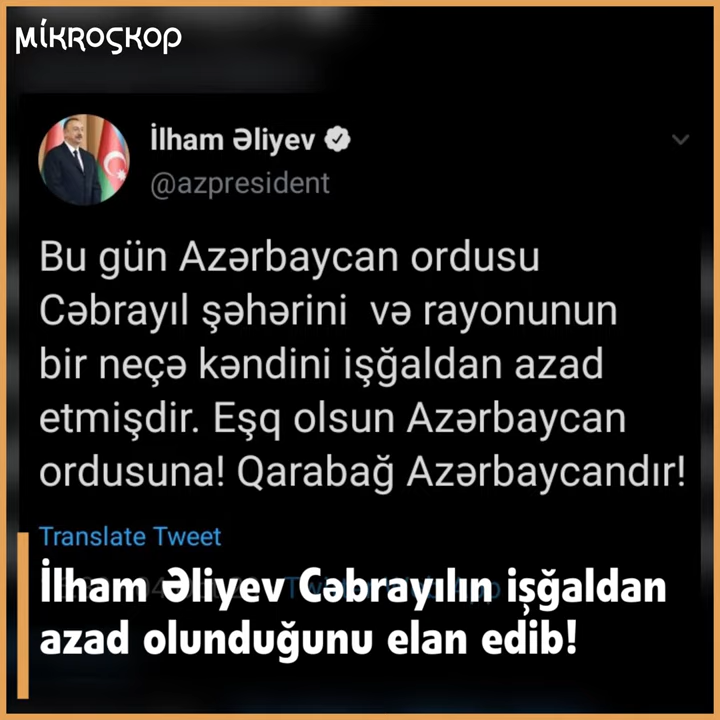 MİKROSKOP
İlham Əliyev
@azpresident
Bu gün Azərbaycan ordusu
Cəbrayıl şəhərini və rayonunun
bir neçə kəndini işğaldan azad
etmişdir. Eşq olsun Azərbaycan
ordusuna! Qarabağ Azərbaycandır!
Translate Tweet
İlham Əliyev Cəbrayılın işğaldan
azad olunduğunu elan edib!